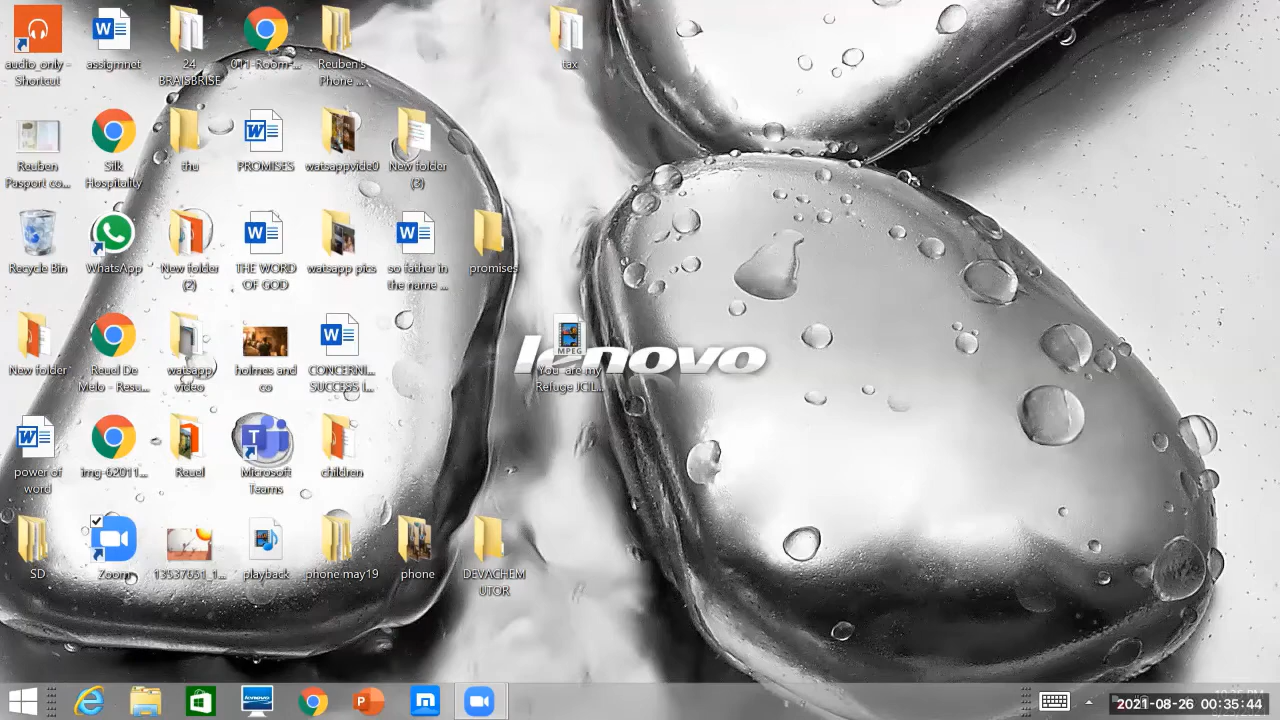 audio_only -
Shortcut
assigmnet
24
BRAISBRISE
011-Room-...
Reuben's
Phone ...
tax
Reuben
Pasport co...
Silk
Hospitality
thu
PROMISES
watsappvide0
New folder
(3)
Recycle Bin
WhatsApp
New folder
(2)
THE WORD
OF GOD
watsapp pics
so father in
the name ...
promises
New folder
Reuel De
Melo - Resu...
watsapp
video
holmes and
co
CONCERNI...
SUCCESS I...
MPEG
You are my
Refuge JCIL...
lenovo
power of
word
img-62011...
Reuel
T
Microsoft
Teams
children
SD
Zoom
13537651_1...
playback
phone may19
phone
DEVACHEM
UTOR
lenovo
2021-08-26 00:35:44